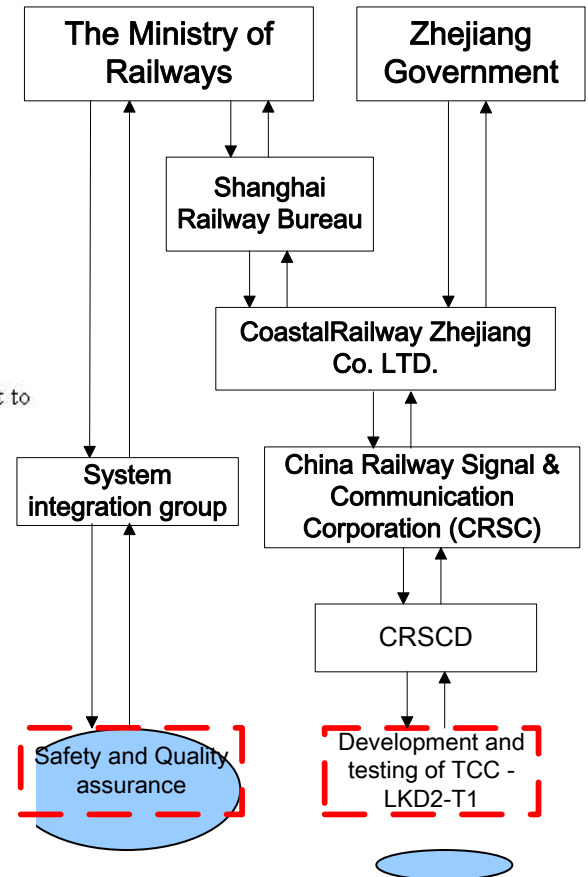 The Ministry of
Railways
Zhejiang
Government
Shanghai
Railway Bureau
CoastalRailway Zhejiang
Co. LTD.
to
System
integration group
China Railway Signal &
Communication
Corporation (CRSC)
CRSCD
Safety and Quality
assurance
Development and
testing of TCC -
LKD2-T1